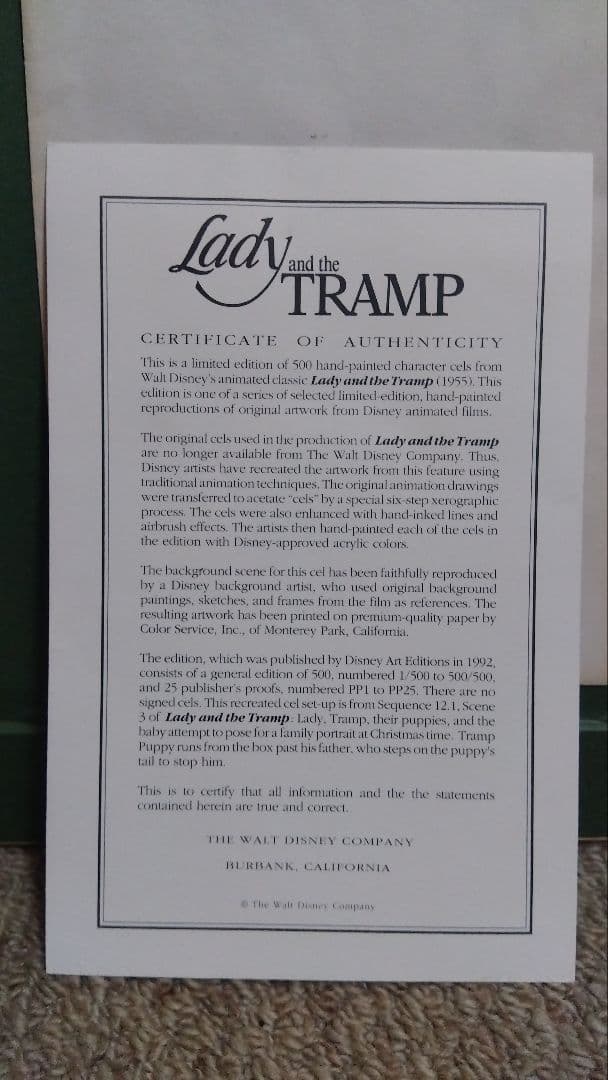 Lady and the
TRAMP
CERTIFICATE OF AUTHENTICITY
This is a limited edition of 500 hand-painted character cels from
Walt Disney's animated classic Lady and the Tramp (1955). This
edition is one of a series of selected limited-edition, hand-painted
reproductions of original artwork from Disney animated films.
The original cels used in the production of Lady and the Tramp
are no longer available from The Walt Disney Company. Thus,
Disney artists have recreated the artwork from this feature using
traditional animation techniques. The original animation drawings
were transferred to acetate "cels" by a special six-step xerographic
process. The cels were also enhanced with hand-inked lines and
airbrush effects. The artists then hand-painted each of the cels in
the edition with Disney-approved acrylic colors.
The background scene for this cel has been faithfully reproduced
by a Disney background artist, who used original background
paintings, sketches, and frames from the film as references. The
resulting artwork has been printed on premium-quality paper by
Color Service, Inc., of Monterey Park, California.
The edition, which was published by Disney Art Editions in 1992,
consists of a general edition of 500, numbered 1/500 to 500/500,
and 25 publisher's proofs, numbered PP1 to PP25. There are no
signed cels. This recreated cel set-up is from Sequence 12.1, Scene
3 of Lady and the Tramp: Lady, Tramp, their puppies, and the
baby attempt to pose for a family portrait at Christmas time. Tramp
Puppy runs from the box past his father, who steps on the puppy's
tail to stop him.
This is to certify that all information and the the statements
contained herein are true and correct.
THE WALT DISNEY COMPANY
BURBANK, CALIFORNIA
© The Walt Disney Company